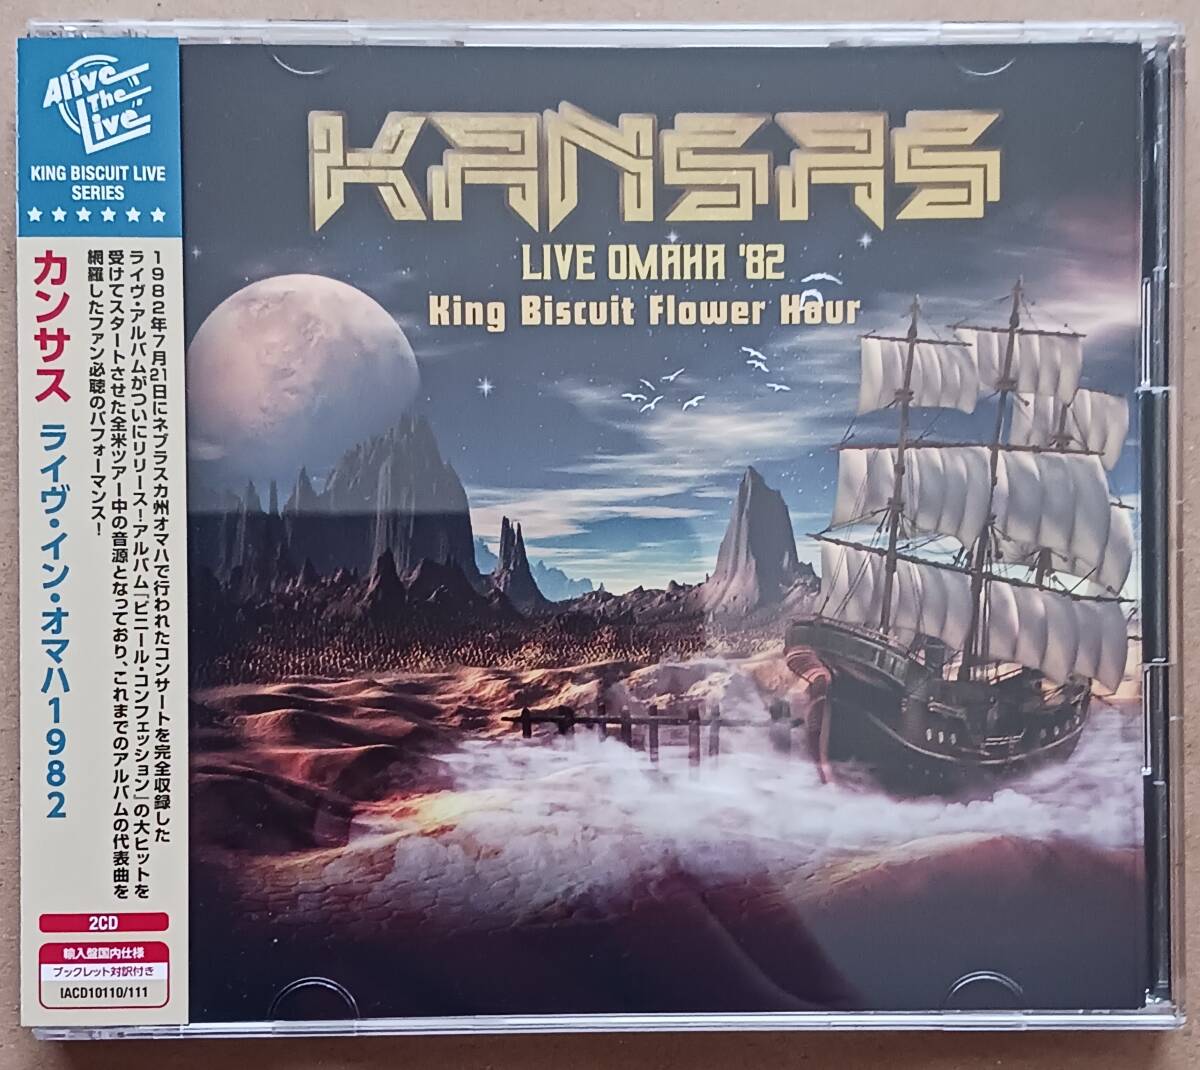 Alive
The
Live
KING BISCUIT LIVE
SERIES
カンサス ライヴ・イン・オマハ1982
1982年7月21日にネブラスカ州オマハで行われたコンサートを完全収録した
ライヴ・アルバムがついにリリース!アルバム「ビニール・コンフェッション」の大ヒットを
受けてスタートさせた全米ツアー中の音源となっており、これまでのアルバムの代表曲を
網羅したファン必聴のパフォーマンス!
2CD
輸入盤国内仕様
ブックレット対訳付き
IACD10110/111
KANSAS
LIVE OMAHA '82
King Biscuit Flower Hour